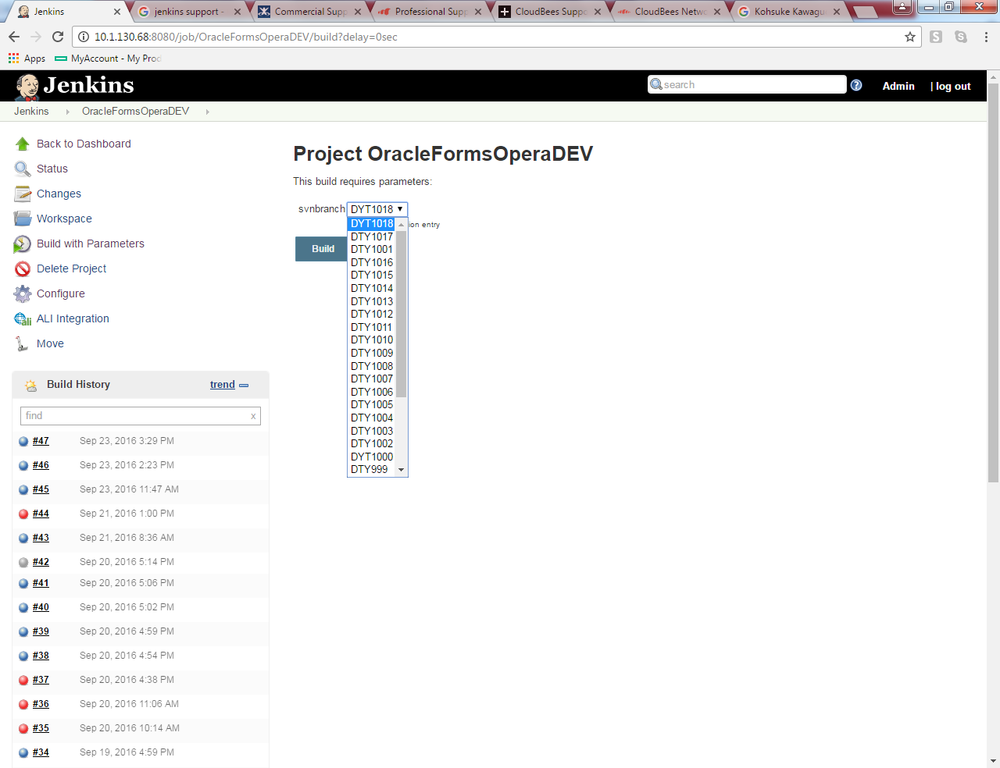 Jenkins
jenkins support -
Commercial Supp
Professional Supp
CloudBees Suppo
CloudBees Netwo
Kohsuke Kawagu
10.1.130.68:8080/job/OracleFormsOperaDEV/build?delay=0sec
Apps
MyAccount - My Prod
Jenkins
search
Admin
| log out
Jenkins
OracleFormsOperaDEV
Back to Dashboard
Status
Changes
Workspace
Build with Parameters
Delete Project
Configure
ALI Integration
Move
Project OracleFormsOperaDEV
This build requires parameters:
svnbranch DYT1018
DYT1018
ion entry
DTY1017
DTY1001
Build
DTY1016
DTY1015
DTY1014
DTY1013
DTY1012
DTY1011
DTY1010
DTY1009
DTY1008
DTY1007
DTY1006
DTY1005
DTY1004
DTY1003
DTY1002
DYT1000
DTY999
Build History
trend
find
x
#47 Sep 23, 2016 3:29 PM
#46 Sep 23, 2016 2:23 PM
#45 Sep 23, 2016 11:47 AM
#44 Sep 21, 2016 1:00 PM
#43 Sep 21, 2016 8:36 AM
#42 Sep 20, 2016 5:14 PM
#41 Sep 20, 2016 5:06 PM
#40 Sep 20, 2016 5:02 PM
#39 Sep 20, 2016 4:59 PM
#38 Sep 20, 2016 4:54 PM
#37 Sep 20, 2016 4:38 PM
#36 Sep 20, 2016 11:06 AM
#35 Sep 20, 2016 10:14 AM
#34 Sep 19, 2016 4:59 PM